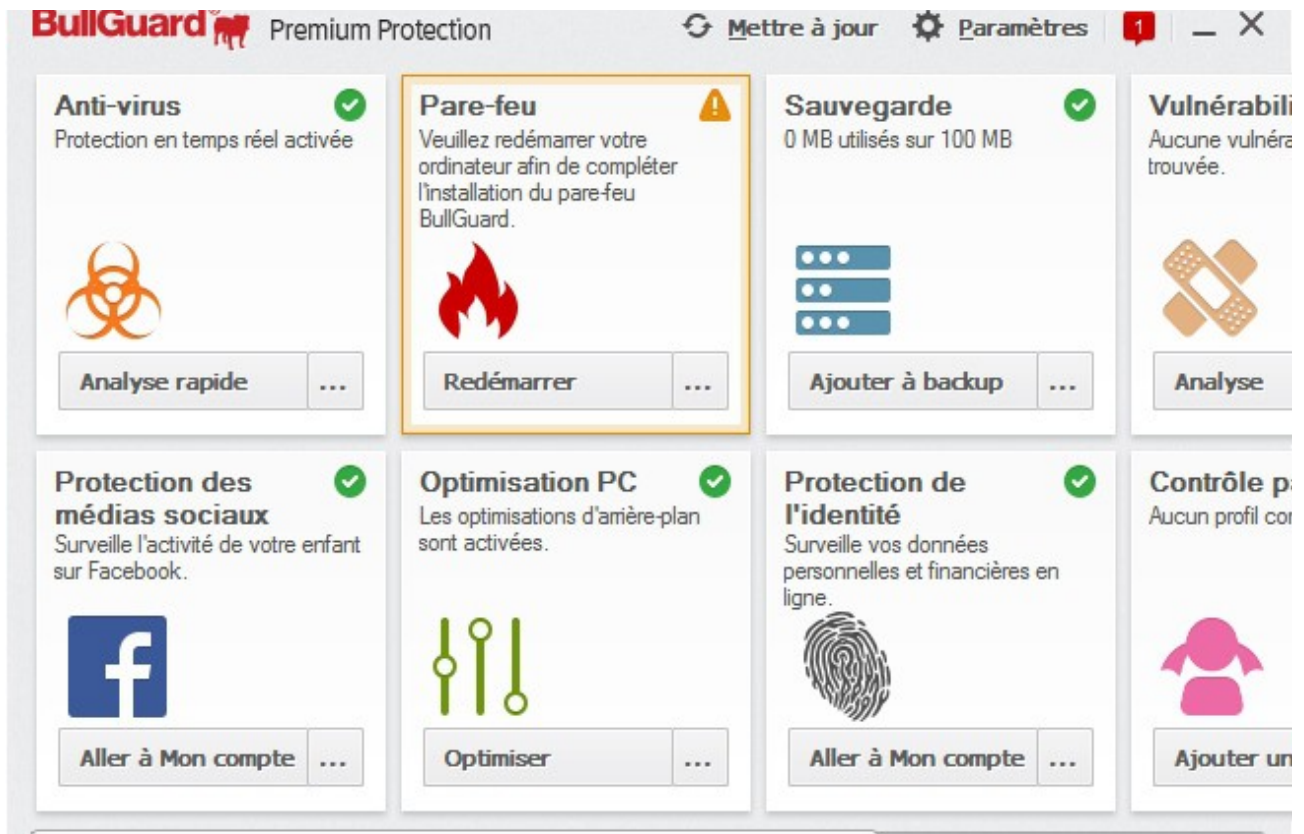 BullGuard Premium Protection
Mettre à jour
Paramètres
1
Anti-virus
Protection en temps réel activée
Analyse rapide
...
Pare-feu
Veuillez redémarrer votre
ordinateur afin de compléter
l'installation du pare-feu
BullGuard.
Redémarrer
...
Sauvegarde
0 MB utilisés sur 100 MB
Ajouter à backup
...
Vulnérabili
Aucune vulnéra
trouvée.
Analyse
Protection des
médias sociaux
Surveille l'activité de votre enfant
sur Facebook.
f
Aller à Mon compte
...
Optimisation PC
Les optimisations d'arrière-plan
sont activées.
Optimiser
...
Protection de
l'identité
Surveille vos données
personnelles et financières en
ligne.
Aller à Mon compte
...
Contrôle pa
Aucun profil con
Ajouter un